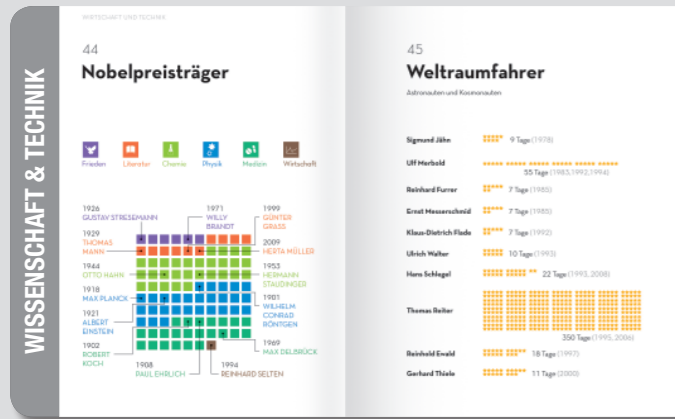 WISSENSCHAFT & TECHNIK
WIRTSCHAFT UND TECHNIK
44
Nobelpreisträger
Frieden
Literatur
Chemie
Physik
Medizin
Wirtschaft
1926
GUSTAV STRESEMANN
1971
WILLY
BRANDT
1999
GÜNTER
GRASS
1929
THOMAS
MANN
2009
HERTA MÜLLER
1944
OTTO HAHN
1953
HERMANN
STAUDINGER
1918
MAX PLANCK
1901
WILHELM
CONRAD
RÖNTGEN
1921
ALBERT
EINSTEIN
1902
ROBERT
KOCH
1969
MAX DELBRÜCK
1908
PAUL EHRLICH
1994
REINHARD SELTEN
45
Weltraumfahrer
Astronauten und Kosmonauten
Sigmund Jähn 9 Tage (1978)
Ulf Merbold
55 Tage (1983,1992,1994)
Reinhard Furrer 7 Tage (1985)
Ernst Messerschmid 7 Tage (1985)
Klaus-Dietrich Flade 7 Tage (1992)
Ulrich Walter 10 Tage (1993)
Hans Schlegel 22 Tage (1993, 2008)
Thomas Reiter
350 Tage (1995, 2006)
Reinhold Ewald 18 Tage (1997)
Gerhard Thiele 11 Tage (2000)